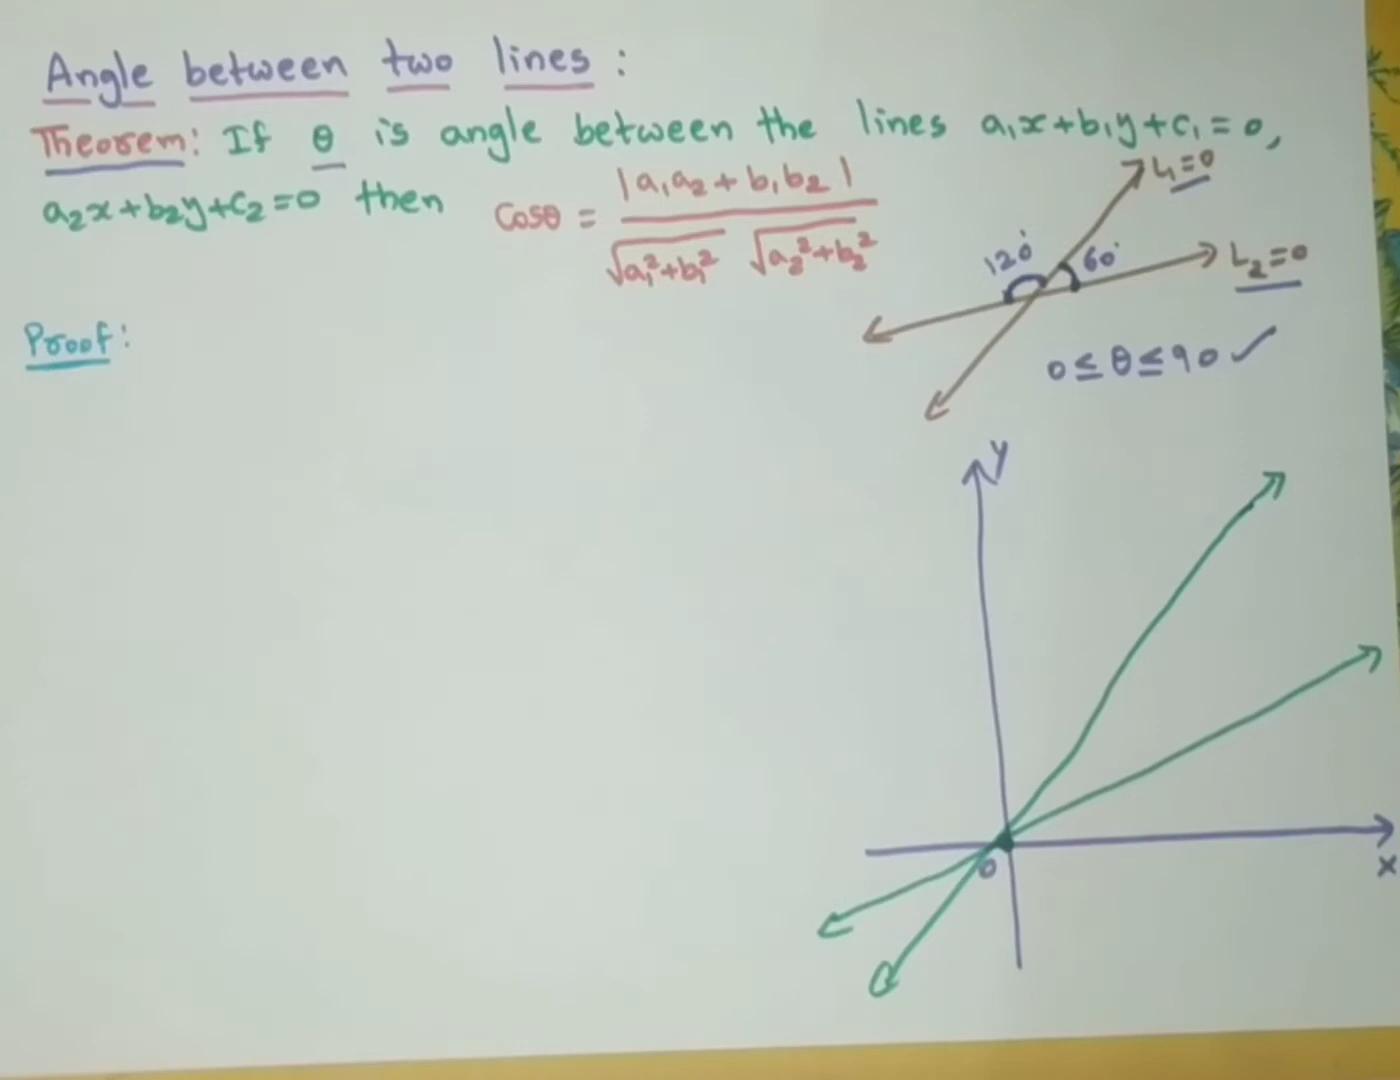 Angle between two lines :
Theorem: If θ is angle between the lines a₁x+b₁y+c₁=0,
a₂x+b₂y+c₂=0 then cosθ = |a₁a₂+b₁b₂| / √a₁²+b₁² √a₂²+b₂²
L₁=0
120° 60° L₂=0
Proof:
0≤θ≤90 ✓
Y
0
X